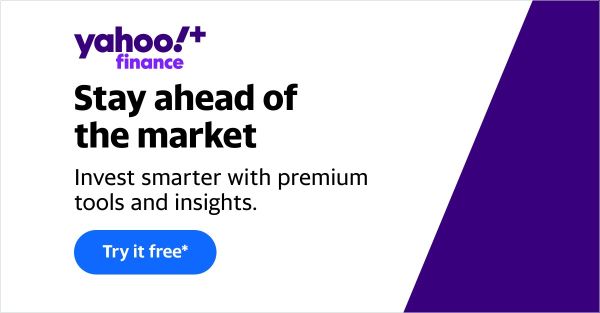 yahoo!+
finance
Stay ahead of
the market
Invest smarter with premium
tools and insights.
Try it free*